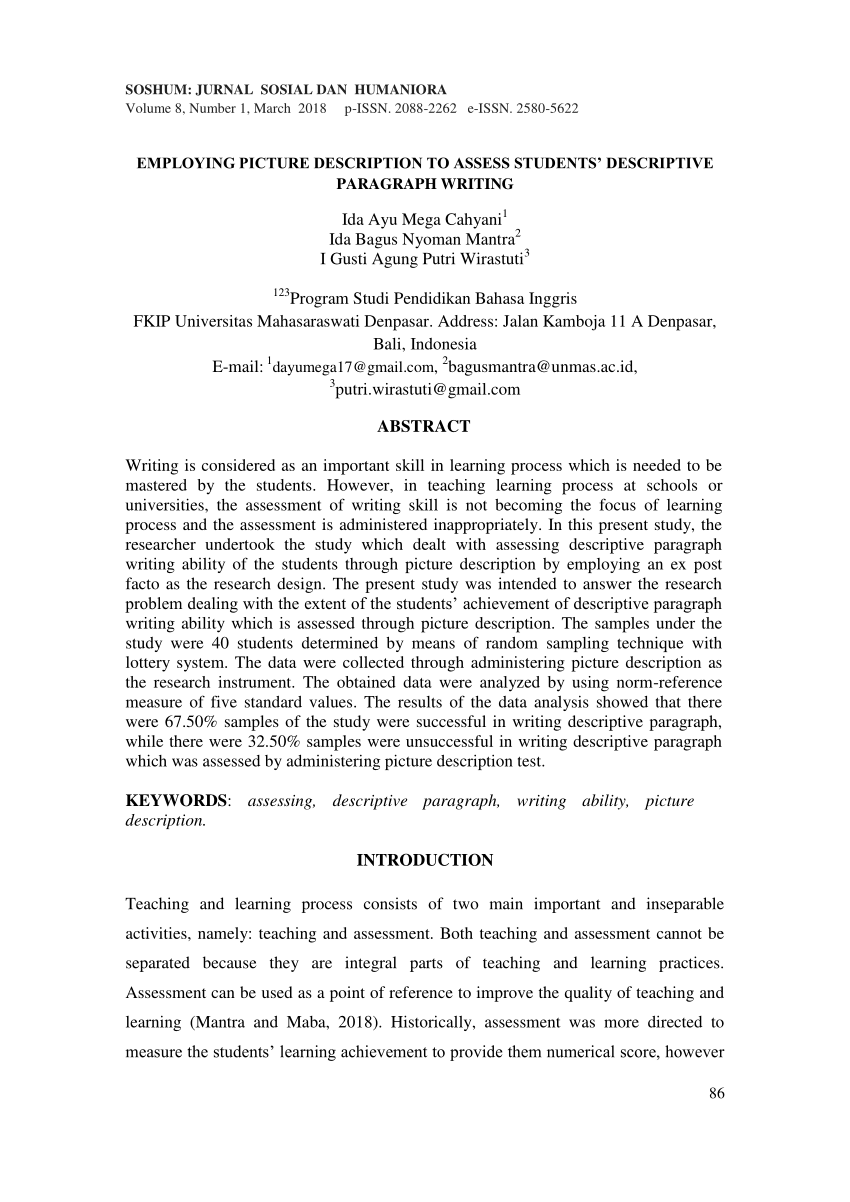 SOSHUM: JURNAL SOSIAL DAN HUMANIORA
Volume 8, Number 1, March 2018 p-ISSN. 2088-2262 e-ISSN. 2580-5622
EMPLOYING PICTURE DESCRIPTION TO ASSESS STUDENTS’ DESCRIPTIVE
PARAGRAPH WRITING
Ida Ayu Mega Cahyani1
Ida Bagus Nyoman Mantra2
I Gusti Agung Putri Wirastuti3
123Program Studi Pendidikan Bahasa Inggris
FKIP Universitas Mahasaraswati Denpasar. Address: Jalan Kamboja 11 A Denpasar,
Bali, Indonesia
E-mail: 1dayumega17@gmail.com, 2bagusmantra@unmas.ac.id,
3putri.wirastuti@gmail.com
ABSTRACT
Writing is considered as an important skill in learning process which is needed to be
mastered by the students. However, in teaching learning process at schools or
universities, the assessment of writing skill is not becoming the focus of learning
process and the assessment is administered inappropriately. In this present study, the
researcher undertook the study which dealt with assessing descriptive paragraph
writing ability of the students through picture description by employing an ex post
facto as the research design. The present study was intended to answer the research
problem dealing with the extent of the students’ achievement of descriptive paragraph
writing ability which is assessed through picture description. The samples under the
study were 40 students determined by means of random sampling technique with
lottery system. The data were collected through administering picture description as
the research instrument. The obtained data were analyzed by using norm-reference
measure of five standard values. The results of the data analysis showed that there
were 67.50% samples of the study were successful in writing descriptive paragraph,
while there were 32.50% samples were unsuccessful in writing descriptive paragraph
which was assessed by administering picture description test.
KEYWORDS: assessing, descriptive paragraph, writing ability, picture
description.
INTRODUCTION
Teaching and learning process consists of two main important and inseparable
activities, namely: teaching and assessment. Both teaching and assessment cannot be
separated because they are integral parts of teaching and learning practices.
Assessment can be used as a point of reference to improve the quality of teaching and
learning (Mantra and Maba, 2018). Historically, assessment was more directed to
measure the students’ learning achievement to provide them numerical score, however
86